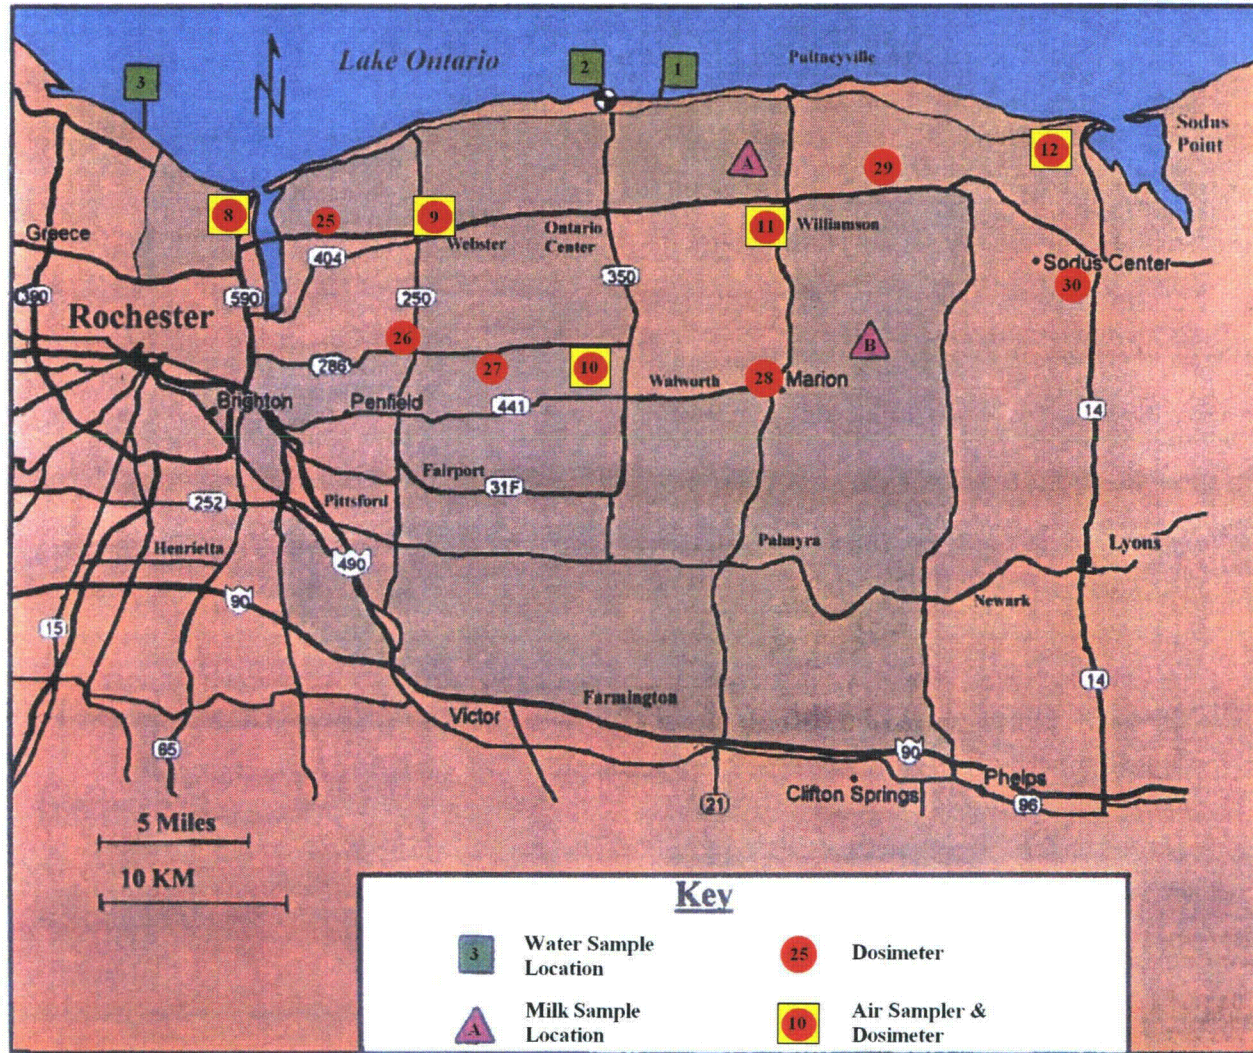 Lake Ontario
3
2
1
Pultneyville
Sodus
Point
A
12
29
8
25
9
11
Greece
Webster
Ontario
Center
Williamson
404
Sodus Center
390
590
250
350
30
Rochester
26
B
286
27
10
28
Walworth
Marion
Brighton
Penfield
441
14
Fairport
31F
252
Pittsford
Henrietta
Palmyra
Lyons
490
90
Newark
15
14
Farmington
Victor
65
90
Phelps
Clifton Springs
21
96
5 Miles
10 KM
Key
3
Water Sample
Location
25
Dosimeter
A
Milk Sample
Location
10
Air Sampler &
Dosimeter